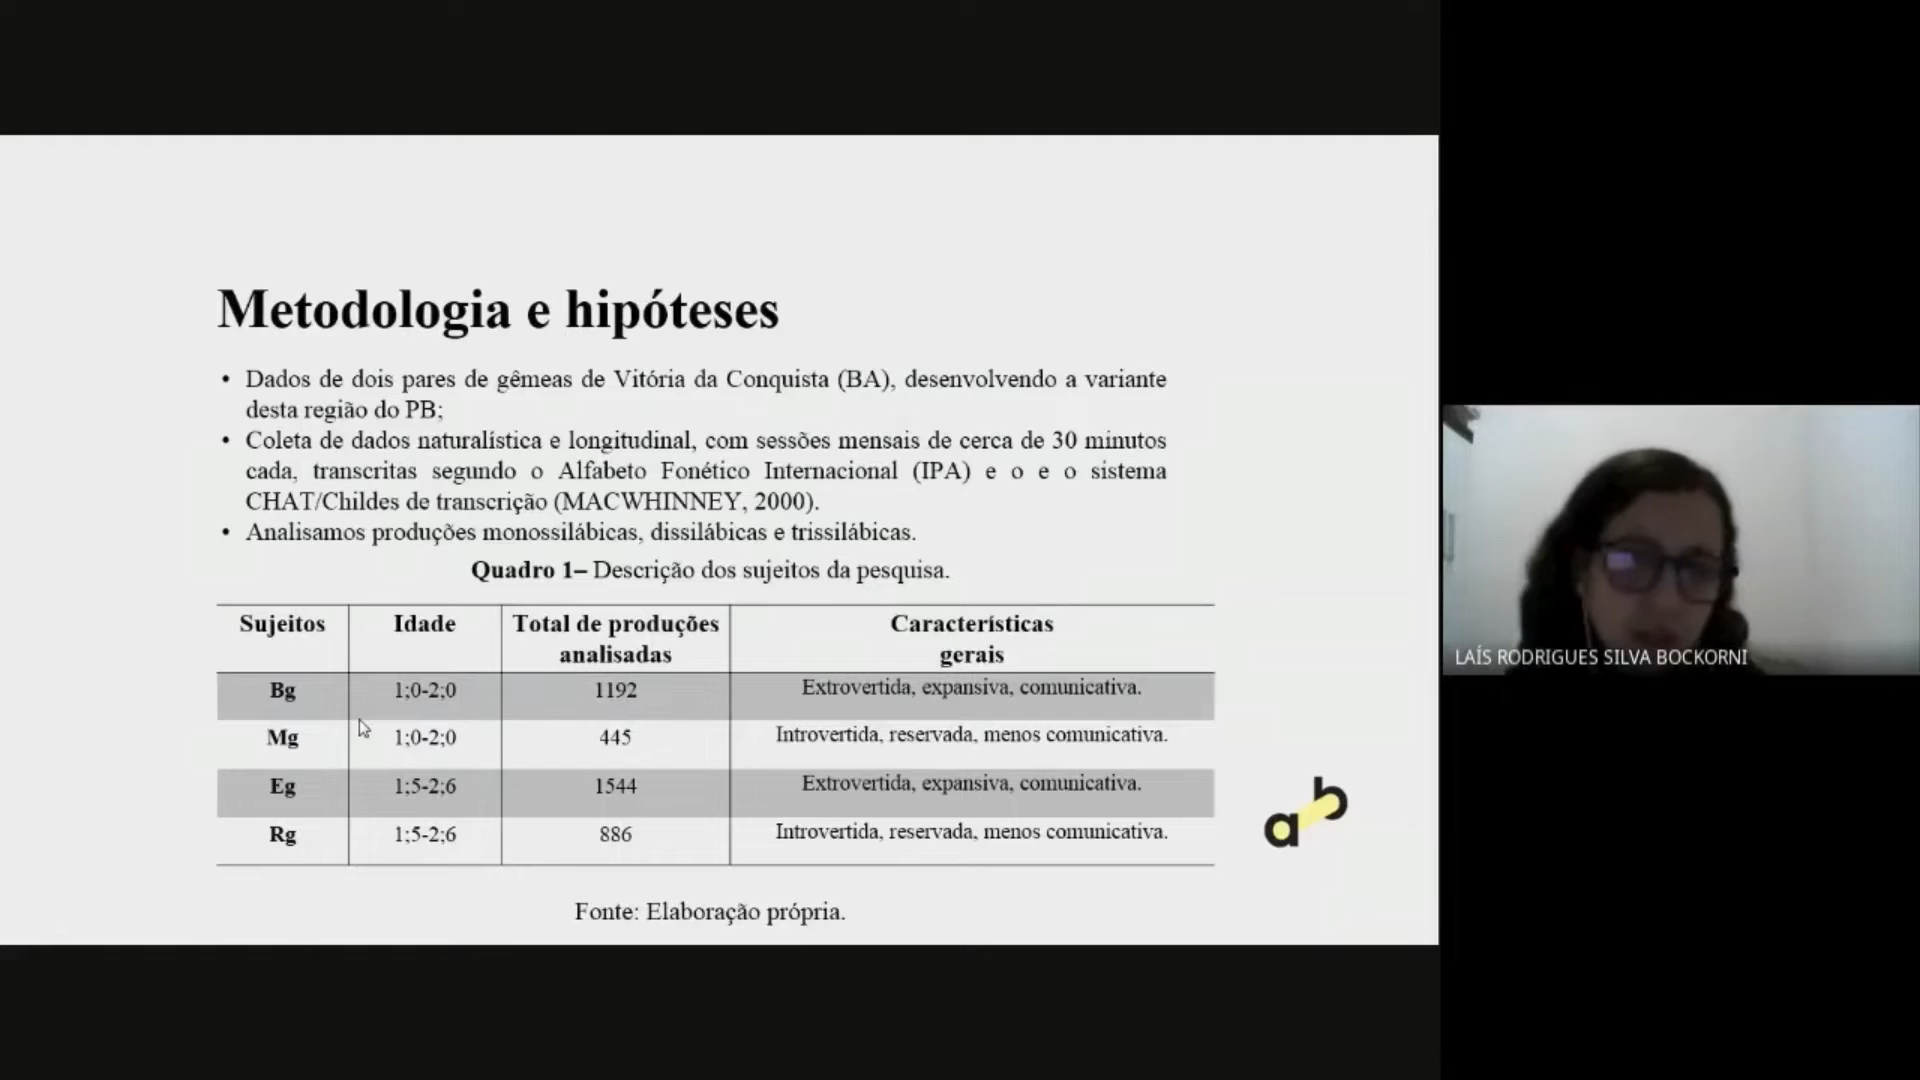 Metodologia e hipóteses
• Dados de dois pares de gêmeas de Vitória da Conquista (BA), desenvolvendo a variante
desta região do PB;
• Coleta de dados naturalística e longitudinal, com sessões mensais de cerca de 30 minutos
cada, transcritas segundo o Alfabeto Fonético Internacional (IPA) e o e o sistema
CHAT/Childes de transcrição (MACWHINNEY, 2000).
• Analisamos produções monossilábicas, dissilábicas e trissilábicas.
Quadro 1– Descrição dos sujeitos da pesquisa.
Sujeitos Idade Total de produções analisadas Características gerais
Bg 1;0-2;0 1192 Extrovertida, expansiva, comunicativa.
Mg 1;0-2;0 445 Introvertida, reservada, menos comunicativa.
Eg 1;5-2;6 1544 Extrovertida, expansiva, comunicativa.
Rg 1;5-2;6 886 Introvertida, reservada, menos comunicativa.
Fonte: Elaboração própria.
a b
LAÍS RODRIGUES SILVA BOCKORNI